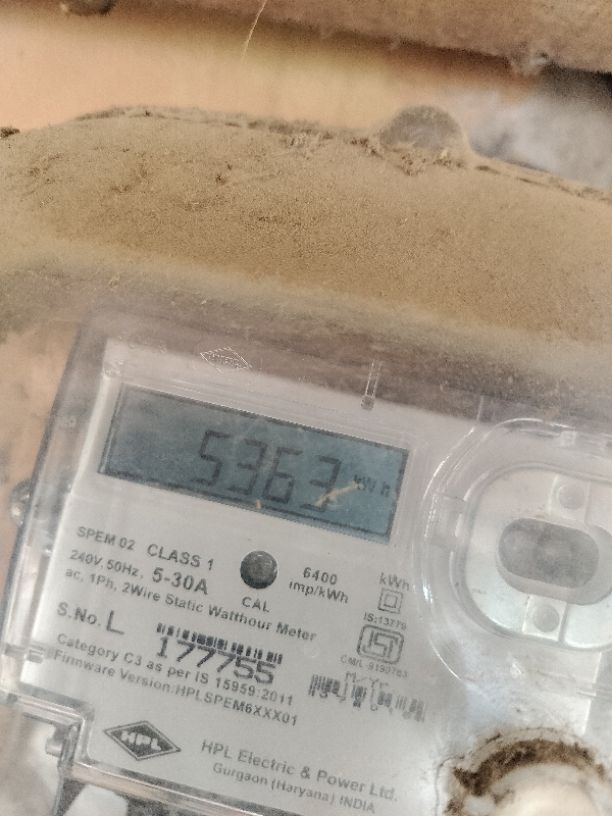 5363 kWh
SPEM 02 CLASS 1
240V, 50Hz, 5-30A
ac, 1Ph, 2Wire Static Watthour Meter
CAL
6400
imp/kWh
kWh
IS:13779
ISI
S.No. L 177755
Category C3 as per IS 15959:2011
Firmware Version:HPLSPEM6XXX01
HPL
HPL Electric & Power Ltd.
Gurgaon (Haryana) INDIA